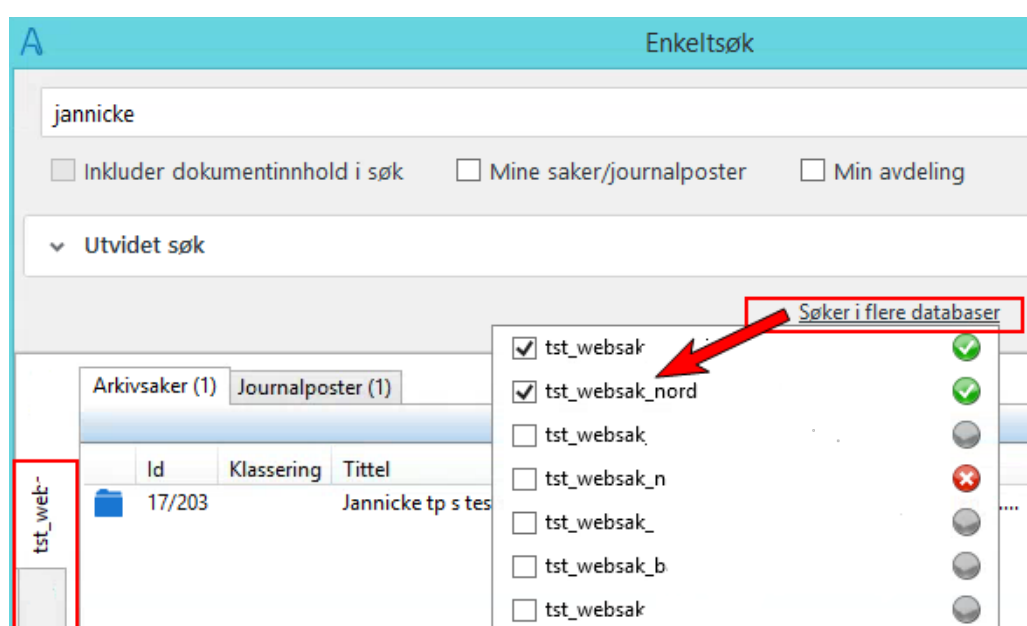 Enkeltsøk
jannicke
Inkluder dokumentinnhold i søk Mine saker/journalposter Min avdeling
Utvidet søk
Søker i flere databaser
tst_websak
tst_websak_nord
tst_websak
tst_websak_n
tst_websak_
tst_websak_b
tst_websak
Arkivsaker (1) Journalposter (1)
Id Klassering Tittel
17/203 Jannicke tp s tes ....
tst_web-